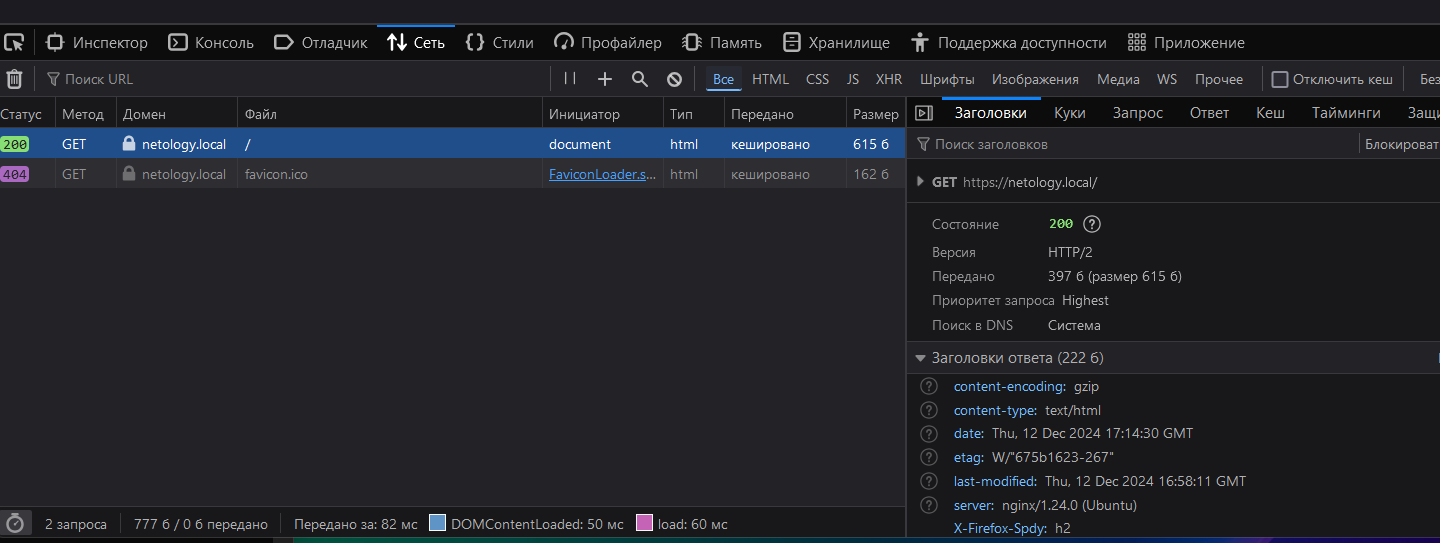 Инспектор Консоль Отладчик Сеть Стили Профайлер Память Хранилище Поддержка доступности Приложение
Поиск URL Все HTML CSS JS XHR Шрифты Изображения Медиа WS Прочее Отключить кеш Без
Статус Метод Домен Файл Инициатор Тип Передано Размер
200 GET netology.local / document html кешировано 615 б
404 GET netology.local favicon.ico FaviconLoader.s... html кешировано 162 б
2 запроса 777 б / 0 б передано Передано за: 82 мс DOMContentLoaded: 50 мс load: 60 мс
Заголовки Куки Запрос Ответ Кеш Тайминги Защи
Поиск заголовков Блокироват
GET https://netology.local/
Состояние 200
Версия HTTP/2
Передано 397 б (размер 615 б)
Приоритет запроса Highest
Поиск в DNS Система
Заголовки ответа (222 б)
content-encoding: gzip
content-type: text/html
date: Thu, 12 Dec 2024 17:14:30 GMT
etag: W/"675b1623-267"
last-modified: Thu, 12 Dec 2024 16:58:11 GMT
server: nginx/1.24.0 (Ubuntu)
X-Firefox-Spdy: h2